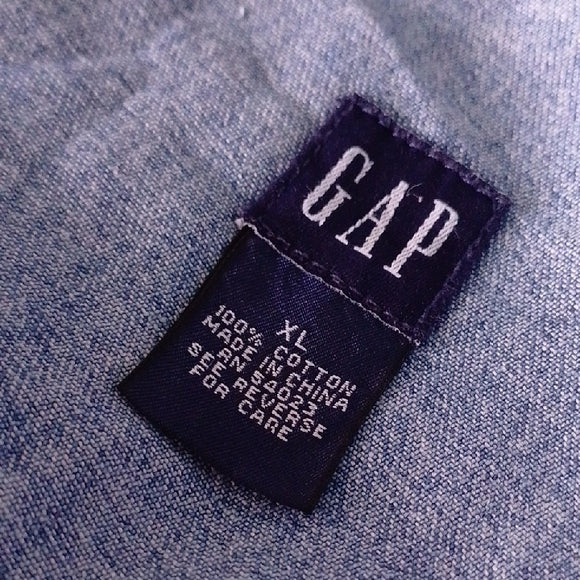 GAP
XL
100% COTTON
MADE IN CHINA
RN 54023
SEE REVERSE
FOR CARE